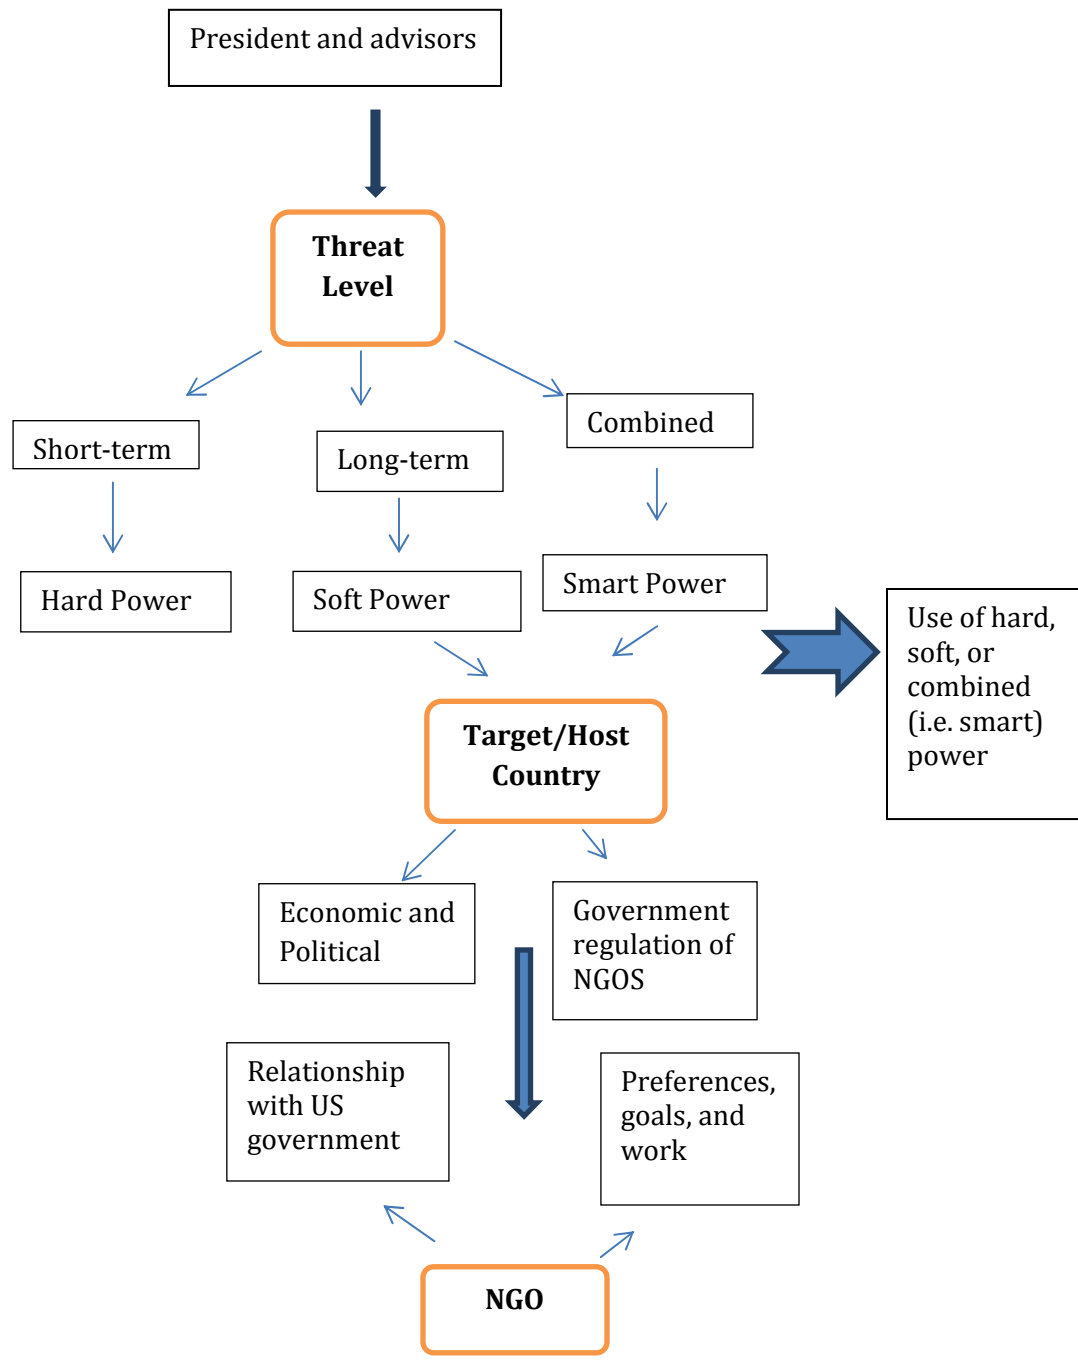 President and advisors
Threat
Level
Short-term
Long-term
Combined
Hard Power
Soft Power
Smart Power
Use of hard,
soft, or
combined
(i.e. smart)
power
Target/Host
Country
Economic and
Political
Government
regulation of
NGOS
Relationship
with US
government
Preferences,
goals, and
work
NGO